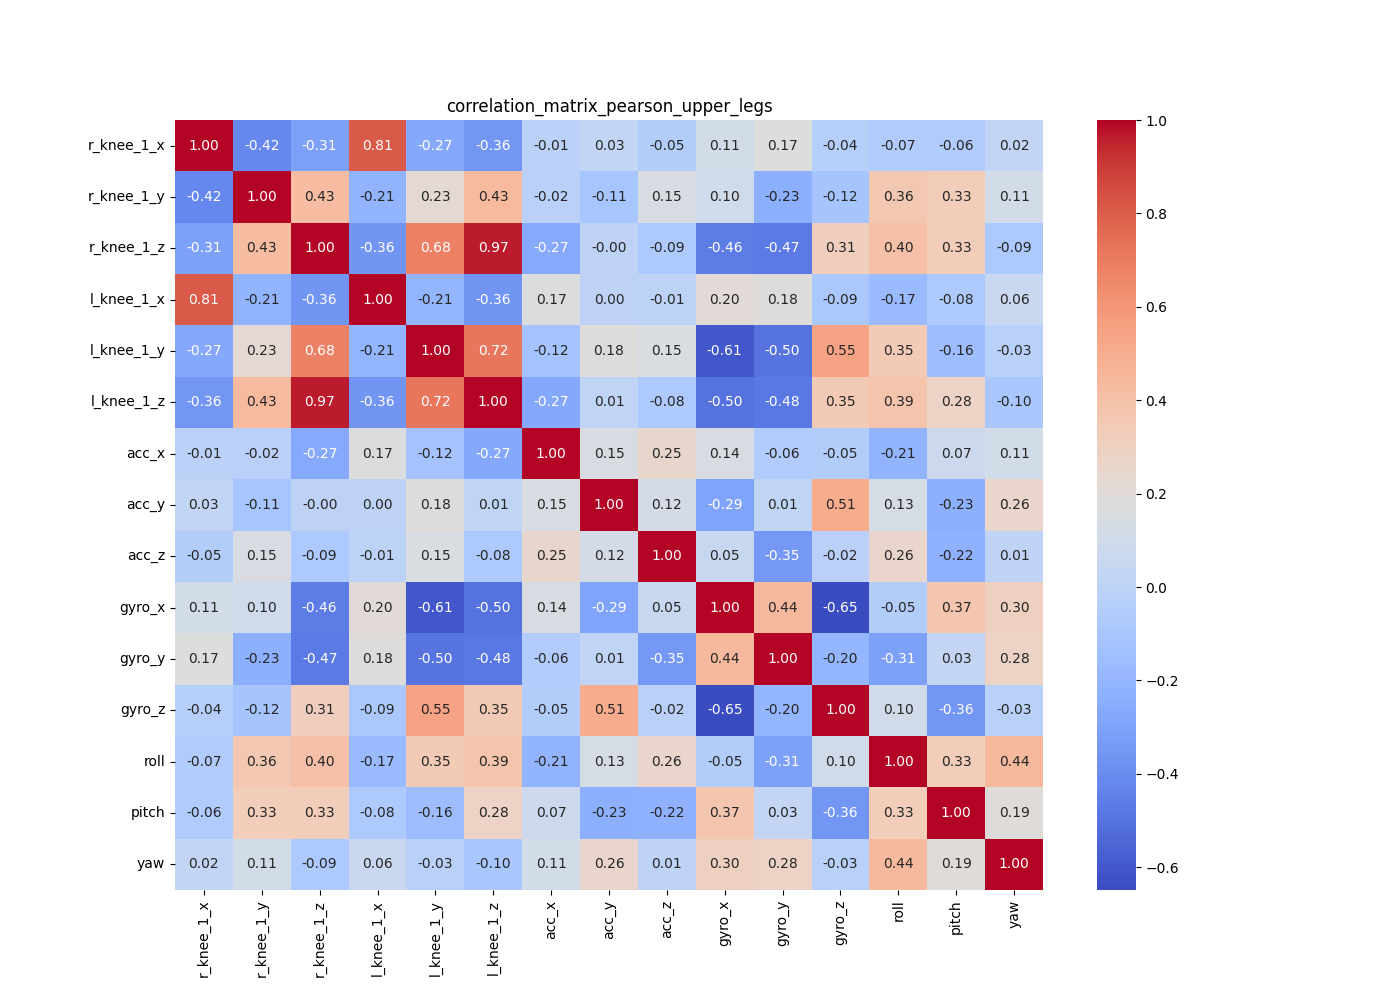 correlation_matrix_pearson_upper_legs
r_knee_1_x 1.00 -0.42 -0.31 0.81 -0.27 -0.36 -0.01 0.03 -0.05 0.11 0.17 -0.04 -0.07 -0.06 0.02
r_knee_1_y -0.42 1.00 0.43 -0.21 0.23 0.43 -0.02 -0.11 0.15 0.10 -0.23 -0.12 0.36 0.33 0.11
r_knee_1_z -0.31 0.43 1.00 -0.36 0.68 0.97 -0.27 -0.00 -0.09 -0.46 -0.47 0.31 0.40 0.33 -0.09
l_knee_1_x 0.81 -0.21 -0.36 1.00 -0.21 -0.36 0.17 0.00 -0.01 0.20 0.18 -0.09 -0.17 -0.08 0.06
l_knee_1_y -0.27 0.23 0.68 -0.21 1.00 0.72 -0.12 0.18 0.15 -0.61 -0.50 0.55 0.35 -0.16 -0.03
l_knee_1_z -0.36 0.43 0.97 -0.36 0.72 1.00 -0.27 0.01 -0.08 -0.50 -0.48 0.35 0.39 0.28 -0.10
acc_x -0.01 -0.02 -0.27 0.17 -0.12 -0.27 1.00 0.15 0.25 0.14 -0.06 -0.05 -0.21 0.07 0.11
acc_y 0.03 -0.11 -0.00 0.00 0.18 0.01 0.15 1.00 0.12 -0.29 0.01 0.51 0.13 -0.23 0.26
acc_z -0.05 0.15 -0.09 -0.01 0.15 -0.08 0.25 0.12 1.00 0.05 -0.35 -0.02 0.26 -0.22 0.01
gyro_x 0.11 0.10 -0.46 0.20 -0.61 -0.50 0.14 -0.29 0.05 1.00 0.44 -0.65 -0.05 0.37 0.30
gyro_y 0.17 -0.23 -0.47 0.18 -0.50 -0.48 -0.06 0.01 -0.35 0.44 1.00 -0.20 -0.31 0.03 0.28
gyro_z -0.04 -0.12 0.31 -0.09 0.55 0.35 -0.05 0.51 -0.02 -0.65 -0.20 1.00 0.10 -0.36 -0.03
roll -0.07 0.36 0.40 -0.17 0.35 0.39 -0.21 0.13 0.26 -0.05 -0.31 0.10 1.00 0.33 0.44
pitch -0.06 0.33 0.33 -0.08 -0.16 0.28 0.07 -0.23 -0.22 0.37 0.03 -0.36 0.33 1.00 0.19
yaw 0.02 0.11 -0.09 0.06 -0.03 -0.10 0.11 0.26 0.01 0.30 0.28 -0.03 0.44 0.19 1.00
r_knee_1_x r_knee_1_y r_knee_1_z l_knee_1_x l_knee_1_y l_knee_1_z acc_x acc_y acc_z gyro_x gyro_y gyro_z roll pitch yaw
1.0
0.8
0.6
0.4
0.2
0.0
−0.2
−0.4
−0.6